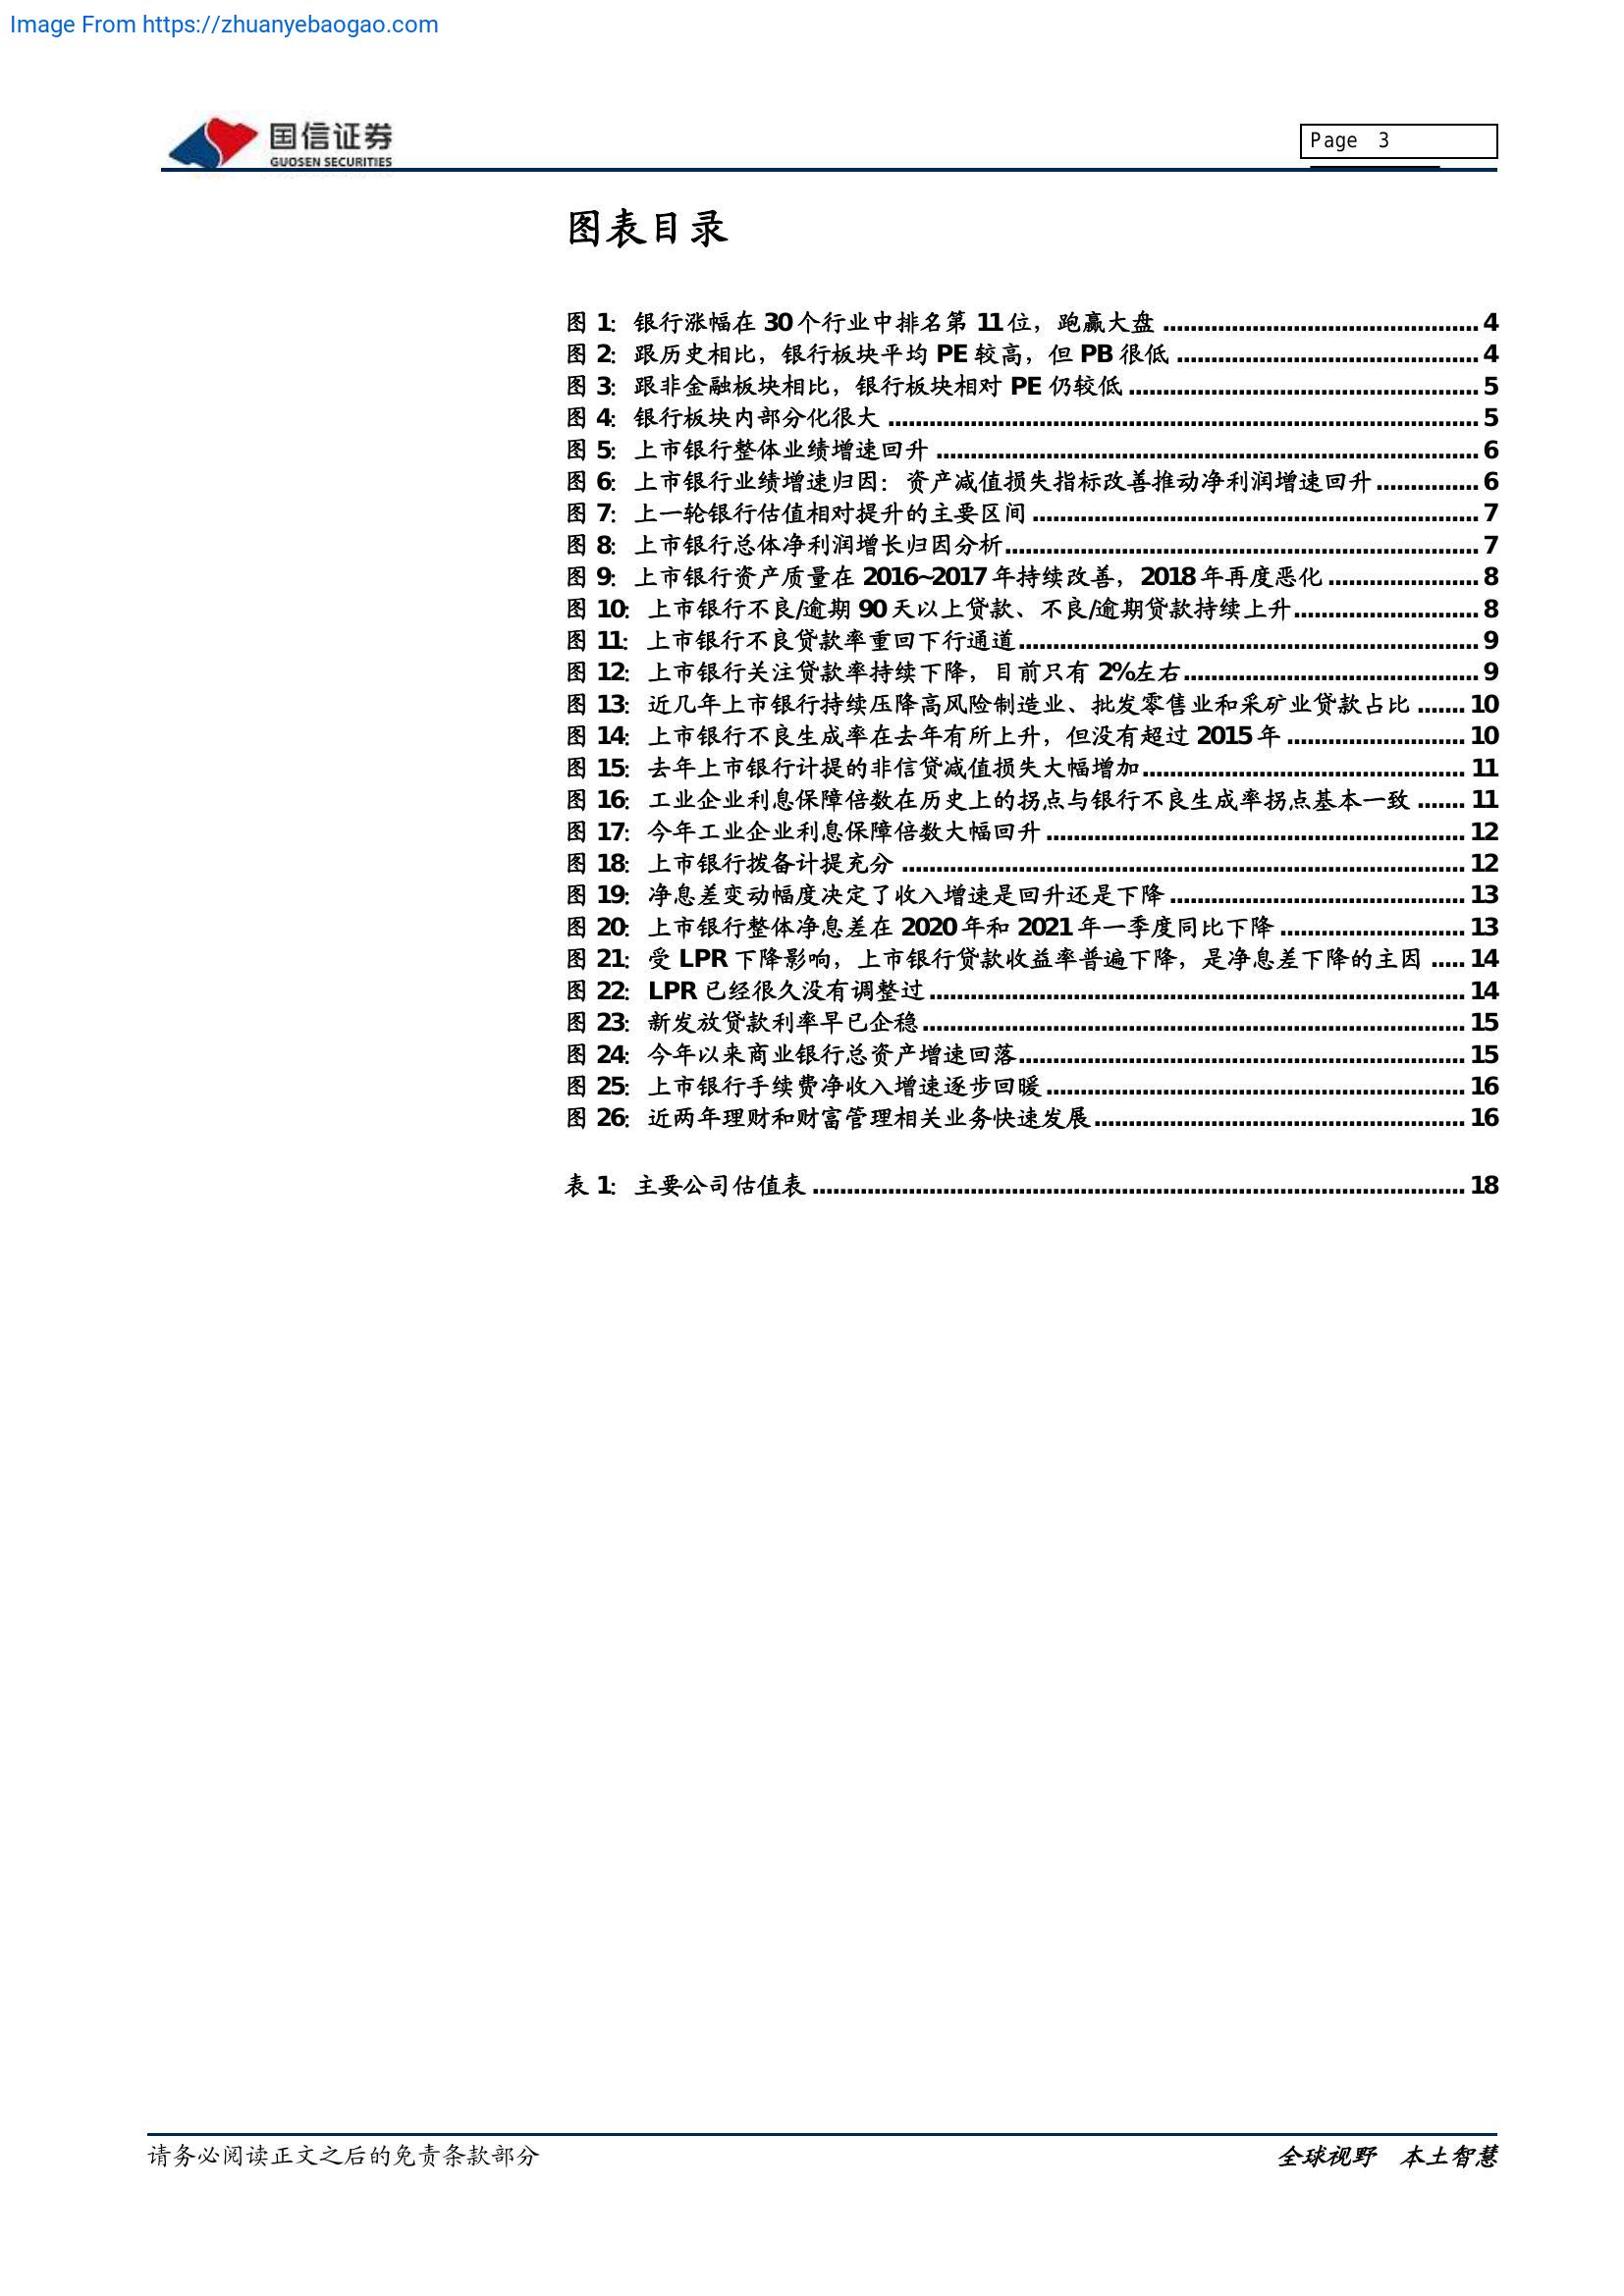 Image From https://zhuanyebaogao.com
国信证券
GUOSEN SECURITIES
Page 3
图表目录
图 1：银行涨幅在 30 个行业中排名第 11 位，跑赢大盘 .............................................. 4
图 2：跟历史相比，银行板块平均 PE 较高，但 PB 很低 ............................................ 4
图 3：跟非金融板块相比，银行板块相对 PE 仍较低 ................................................... 5
图 4：银行板块内部分化很大 ...................................................................................... 5
图 5：上市银行整体业绩增速回升 ............................................................................... 6
图 6：上市银行业绩增速归因：资产减值损失指标改善推动净利润增速回升 ............... 6
图 7：上一轮银行估值相对提升的主要区间 ................................................................. 7
图 8：上市银行总体净利润增长归因分析..................................................................... 7
图 9：上市银行资产质量在 2016~2017 年持续改善，2018 年再度恶化 ...................... 8
图 10：上市银行不良/逾期 90 天以上贷款、不良/逾期贷款持续上升........................... 8
图 11：上市银行不良贷款率重回下行通道................................................................... 9
图 12：上市银行关注贷款率持续下降，目前只有 2%左右........................................... 9
图 13：近几年上市银行持续压降高风险制造业、批发零售业和采矿业贷款占比 ....... 10
图 14：上市银行不良生成率在去年有所上升，但没有超过 2015 年 .......................... 10
图 15：去年上市银行计提的非信贷减值损失大幅增加............................................... 11
图 16：工业企业利息保障倍数在历史上的拐点与银行不良生成率拐点基本一致 ....... 11
图 17：今年工业企业利息保障倍数大幅回升 ............................................................. 12
图 18：上市银行拨备计提充分 .................................................................................. 12
图 19：净息差变动幅度决定了收入增速是回升还是下降 ........................................... 13
图 20：上市银行整体净息差在 2020 年和 2021 年一季度同比下降 ........................... 13
图 21：受 LPR 下降影响，上市银行贷款收益率普遍下降，是净息差下降的主因 ..... 14
图 22：LPR 已经很久没有调整过 .............................................................................. 14
图 23：新发放贷款利率早已企稳 ............................................................................... 15
图 24：今年以来商业银行总资产增速回落................................................................. 15
图 25：上市银行手续费净收入增速逐步回暖 ............................................................. 16
图 26：近两年理财和财富管理相关业务快速发展...................................................... 16
表 1：主要公司估值表 ............................................................................................... 18
请务必阅读正文之后的免责条款部分
全球视野 本土智慧